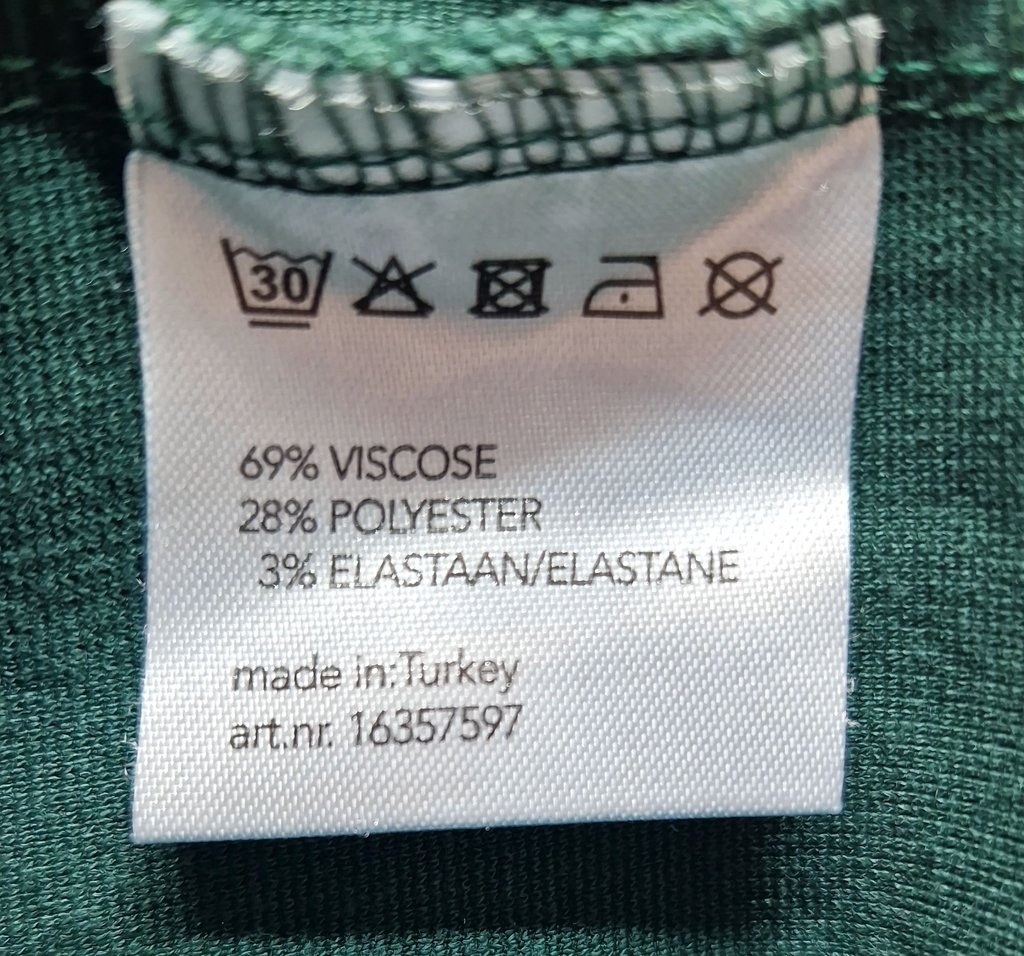 30
69% VISCOSE
28% POLYESTER
3% ELASTAAN/ELASTANE
made in:Turkey
art.nr. 16357597